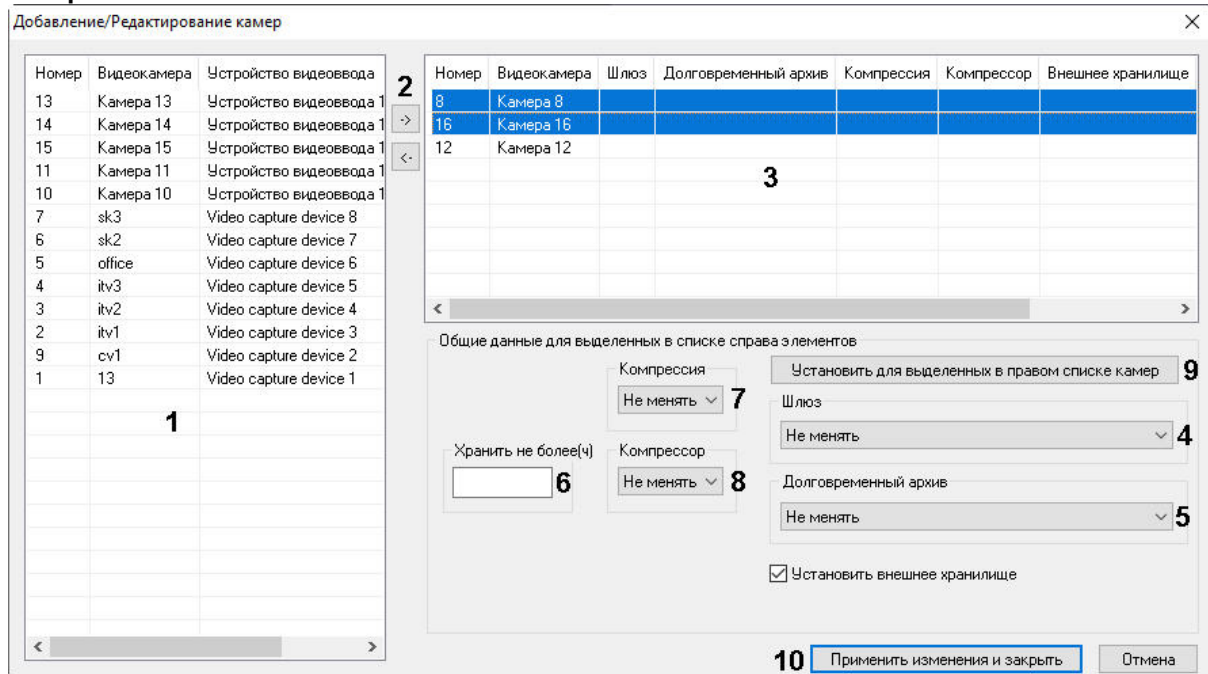 Добавление/Редактирование камер
Номер Видеокамера Устройство видеоввода
13 Камера 13 Устройство видеоввода 1
14 Камера 14 Устройство видеоввода 1
15 Камера 15 Устройство видеоввода 1
11 Камера 11 Устройство видеоввода 1
10 Камера 10 Устройство видеоввода 1
7 sk3 Video capture device 8
6 sk2 Video capture device 7
5 office Video capture device 6
4 itv3 Video capture device 5
3 itv2 Video capture device 4
2 itv1 Video capture device 3
9 cv1 Video capture device 2
1 13 Video capture device 1
1
2
->
<-
Номер Видеокамера Шлюз Долговременный архив Компрессия Компрессор Внешнее хранилище
8 Камера 8
16 Камера 16
12 Камера 12
3
Общие данные для выделенных в списке справа элементов
Компрессия
Не менять 7
Установить для выделенных в правом списке камер 9
Шлюз
Не менять 4
Хранить не более(ч)
6
Компрессор
Не менять 8
Долговременный архив
Не менять 5
Установить внешнее хранилище
10 Применить изменения и закрыть Отмена